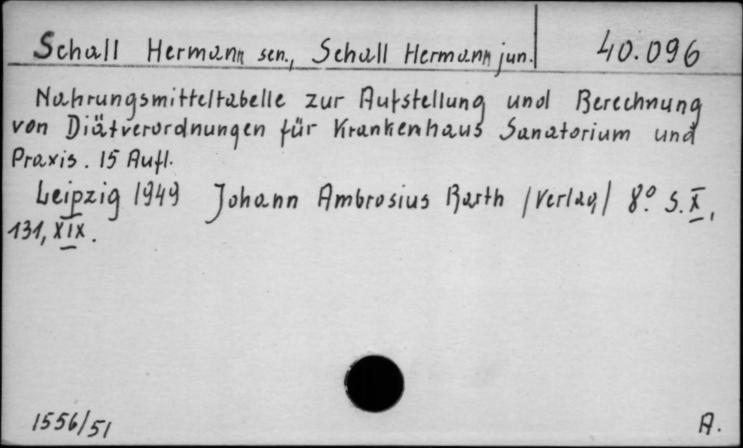 Schall Hermann sen., Schall Hermann jun. 40.096
Nahrungsmitteltabelle zur Aufstellung und Berechnung
von Diätverordnungen für Krankenhaus Sanatorium und
Praxis. 15 Aufl.
Leipzig 1949 Johann Ambrosius Barth /Verlag/ 8º S. X,
131, XIX.
1556/51 A.